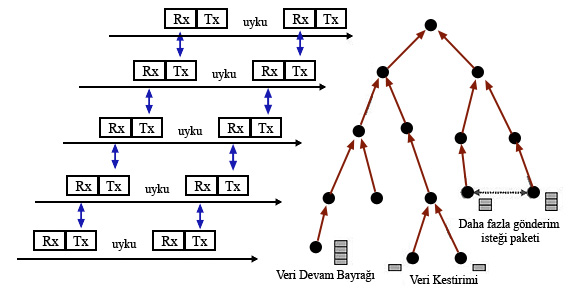 Rx Tx uyku Rx Tx
Rx Tx uyku Rx Tx
Rx Tx uyku Rx Tx
Rx Tx uyku Rx Tx
Rx Tx uyku Rx Tx
Daha fazla gönderim
isteği paketi
Veri Devam Bayrağı
Veri Kestirimi